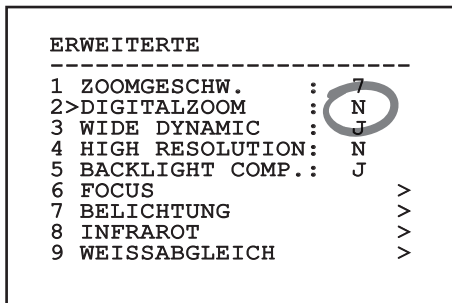 ERWEITERTE
--------------------------
1 ZOOMGESCHW.    :  7
2>DIGITALZOOM    :  N
3 WIDE DYNAMIC   :  J
4 HIGH RESOLUTION:  N
5 BACKLIGHT COMP.:  J
6 FOCUS                >
7 BELICHTUNG           >
8 INFRAROT             >
9 WEISSABGLEICH        >